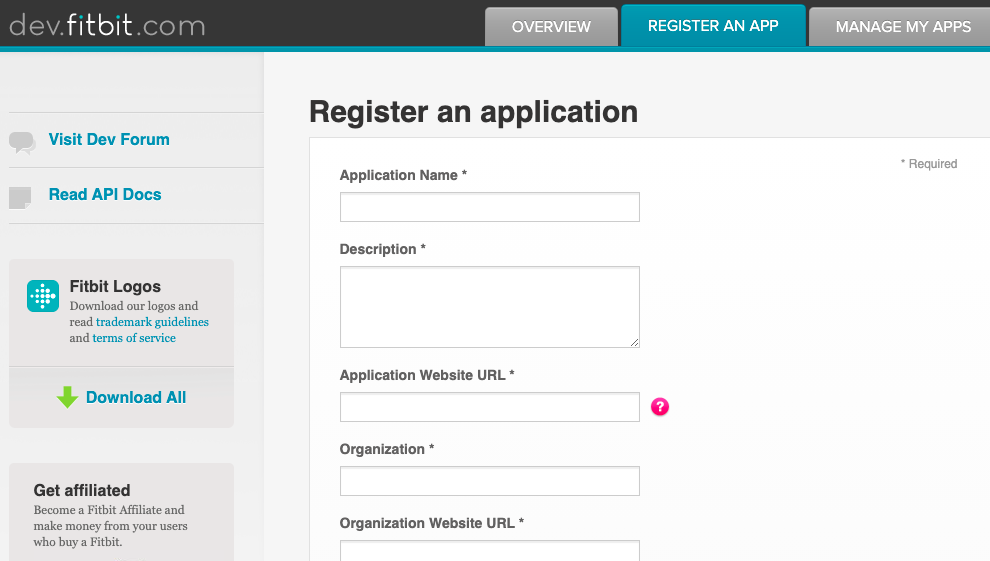 dev.fitbit.com
OVERVIEW
REGISTER AN APP
MANAGE MY APPS
Visit Dev Forum
Read API Docs
Fitbit Logos
Download our logos and
read trademark guidelines
and terms of service
Download All
Get affiliated
Become a Fitbit Affiliate and
make money from your users
who buy a Fitbit.
Register an application
* Required
Application Name *
Description *
Application Website URL *
?
Organization *
Organization Website URL *